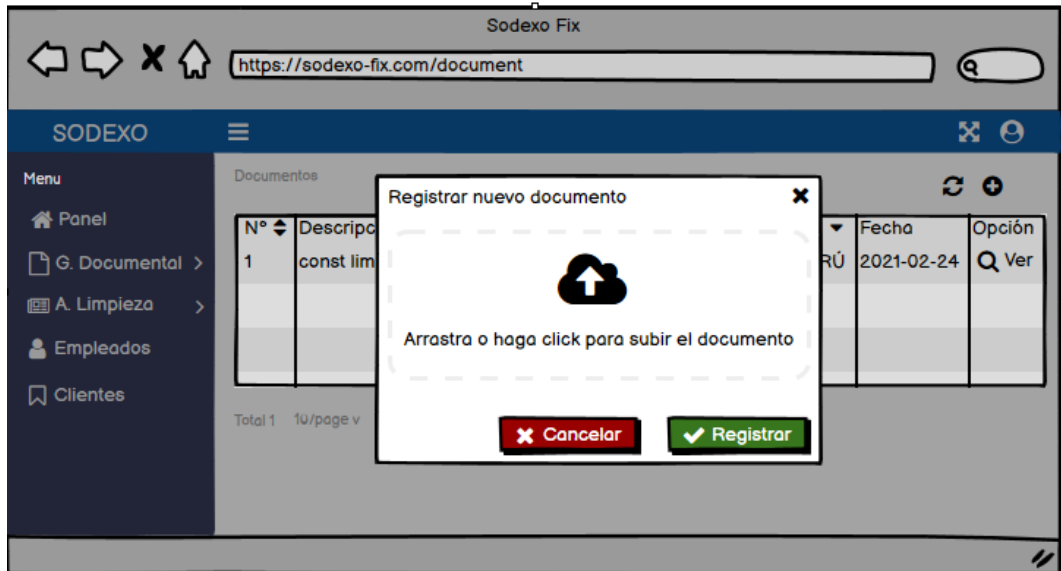 Sodexo Fix
https://sodexo-fix.com/document
SODEXO
Menu
Panel
G. Documental >
A. Limpieza >
Empleados
Clientes
Documentos
Registrar nuevo documento
N° Descripc
Fecha Opción
1 const lim
RÚ 2021-02-24 Ver
Arrastra o haga click para subir el documento
Total 1 10/page v
Cancelar Registrar